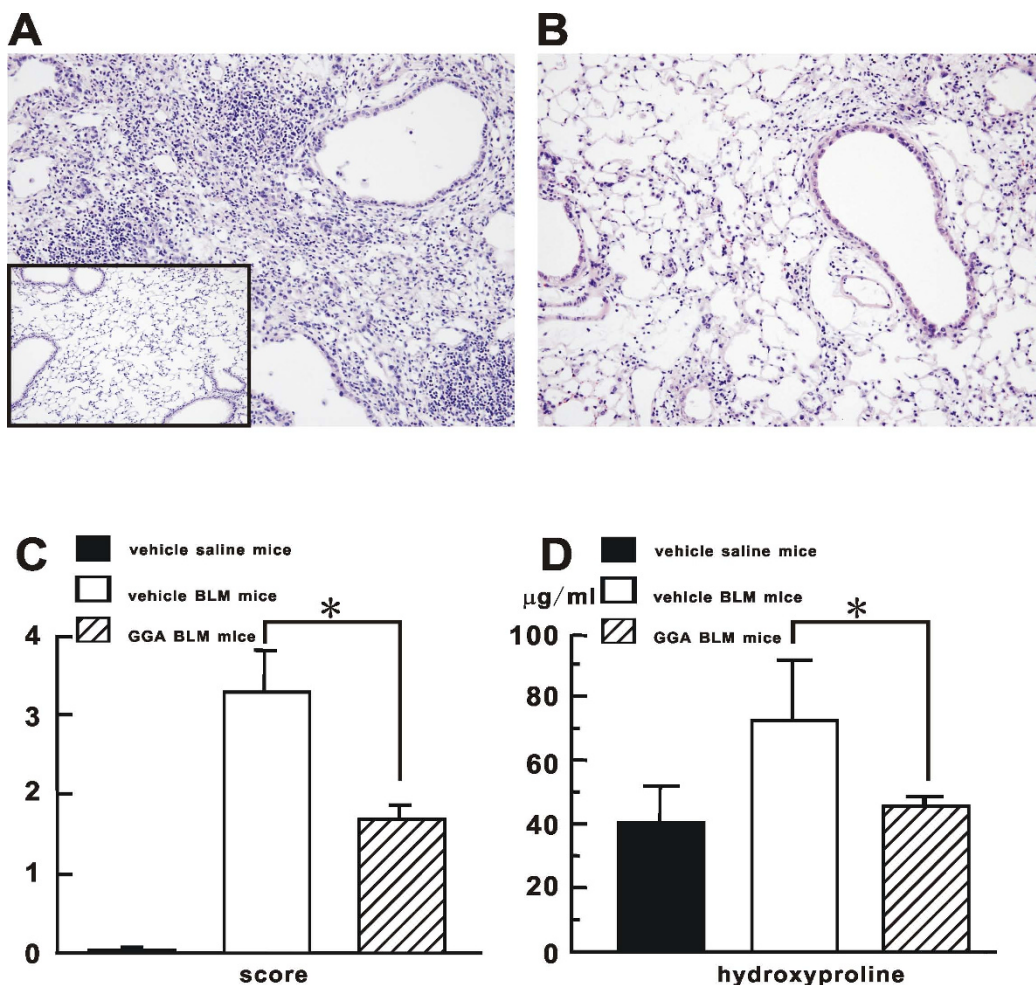 A
B
C
vehicle saline mice
vehicle BLM mice
GGA BLM mice
*
4
3
2
1
0
score
D
vehicle saline mice
vehicle BLM mice
GGA BLM mice
μg/ml
*
100
80
60
40
20
0
hydroxyproline